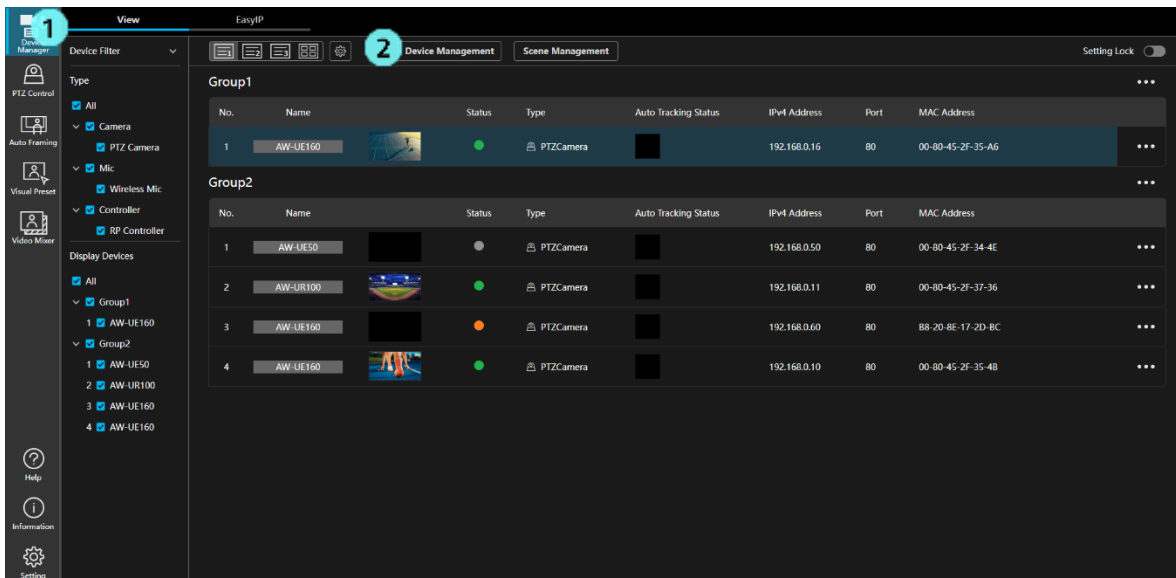 View EasyIP
1
Device Manager
PTZ Control
Auto Framing
Visual Preset
Video Mixer
Help
Information
Setting
Device Filter
Type
All
Camera
PTZ Camera
Mic
Wireless Mic
Controller
RP Controller
Display Devices
All
Group1
1 AW-UE160
Group2
1 AW-UE50
2 AW-UR100
3 AW-UE160
4 AW-UE160
1 2 3 2 Device Management Scene Management Setting Lock
Group1
No. Name Status Type Auto Tracking Status IPv4 Address Port MAC Address
1 AW-UE160 PTZCamera 192.168.0.16 80 00-80-45-2F-35-A6
Group2
No. Name Status Type Auto Tracking Status IPv4 Address Port MAC Address
1 AW-UE50 PTZCamera 192.168.0.50 80 00-80-45-2F-34-4E
2 AW-UR100 PTZCamera 192.168.0.11 80 00-80-45-2F-37-36
3 AW-UE160 PTZCamera 192.168.0.60 80 B8-20-8E-17-2D-BC
4 AW-UE160 PTZCamera 192.168.0.10 80 00-80-45-2F-35-4B